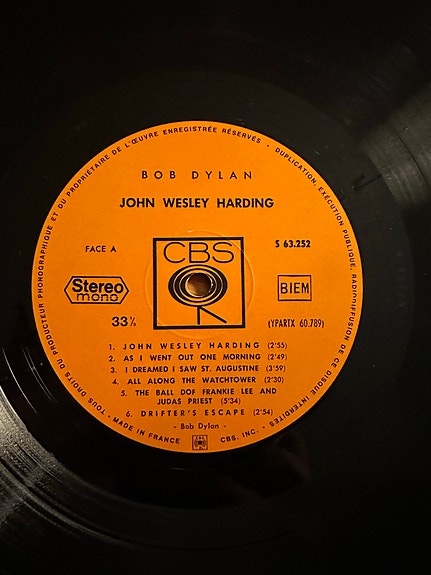 TOUS DROITS DU PRODUCTEUR PHONOGRAPHIQUE ET DU PROPRIÉTAIRE DE L'ŒUVRE ENREGISTRÉE RÉSERVÉS • DUPLICATION, EXÉCUTION PUBLIQUE, RADIODIFFUSION DE CE DISQUE INTERDITES
BOB DYLAN
JOHN WESLEY HARDING
FACE A
CBS
S 63.252
Stereo
mono
BIEM
33⅓
(YPARTX 60.789)
1. JOHN WESLEY HARDING (2'55)
2. AS I WENT OUT ONE MORNING (2'49)
3. I DREAMED I SAW ST. AUGUSTINE (3'59)
4. ALL ALONG THE WATCHTOWER (2'30)
5. THE BALL DOF FRANKIE LEE AND
JUDAS PRIEST (5'34)
6. DRIFTER'S ESCAPE (2'54)
- Bob Dylan -
• MADE IN FRANCE
CBS
CBS, INC. •